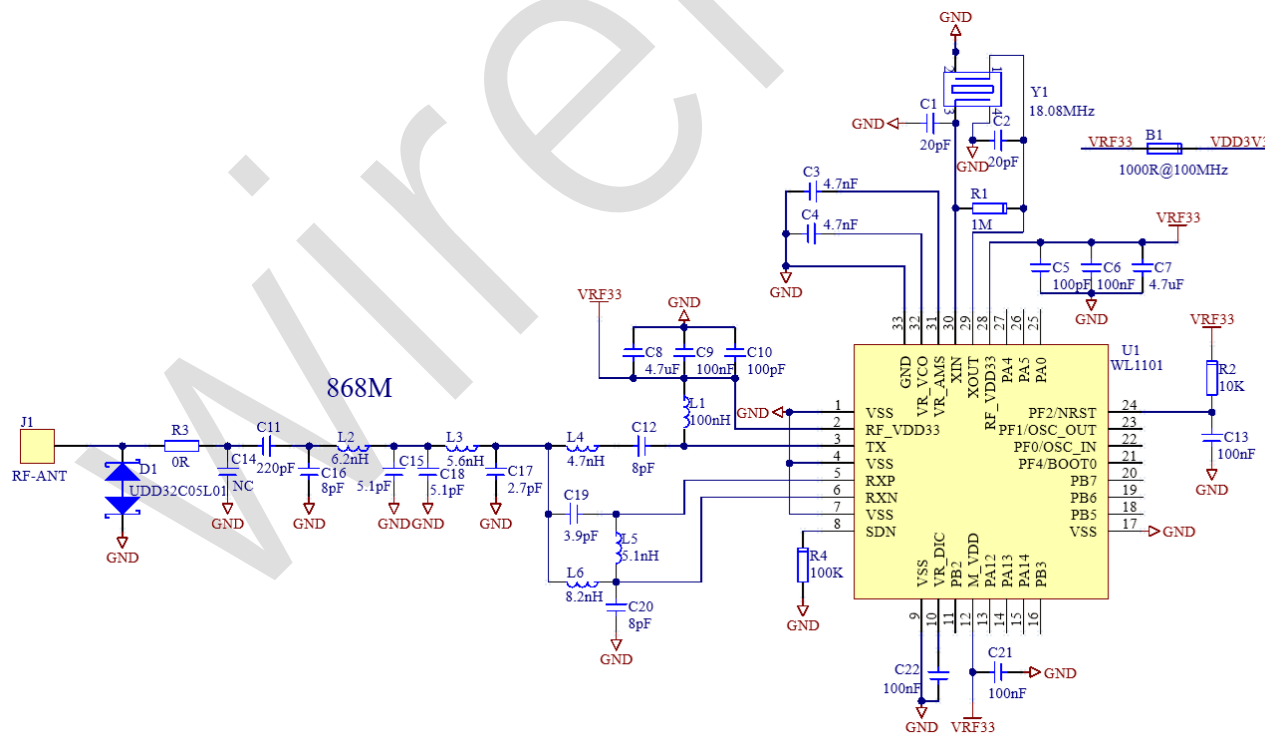 wirel
GND
2
1
3
4
Y1
18.08MHz
C1
20pF
GND
C2
20pF
GND
VRF33
B1
VDD3V3
1000R@100MHz
C3
4.7nF
C4
4.7nF
GND
R1
1M
VRF33
C5
100pF
C6
100nF
C7
4.7uF
GND
VRF33
GND
C8
4.7uF
C9
100nF
C10
100pF
L1
100nH
33
32
31
30
29
28
27
26
25
GND
VR_VCO
VR_AMS
XIN
XOUT
RF_VDD33
PA4
PA5
PA0
U1
WL1101
VRF33
R2
10K
C13
100nF
GND
868M
J1
RF-ANT
D1
UDD32C05L01
GND
R3
0R
C14
NC
GND
C11
220pF
C16
8pF
GND
L2
6.2nH
C15
5.1pF
GND
C18
5.1pF
GND
L3
5.6nH
C17
2.7pF
GND
L4
4.7nH
C12
8pF
C19
3.9pF
L5
5.1nH
L6
8.2nH
C20
8pF
GND
GND
1 VSS
2 RF_VDD33
3 TX
4 VSS
5 RXP
6 RXN
7 VSS
8 SDN
PF2/NRST 24
PF1/OSC_OUT 23
PF0/OSC_IN 22
PF4/BOOT0 21
PB7 20
PB6 19
PB5 18
VSS 17
GND
R4
100K
GND
VSS
VR_DIC
PB2
M_VDD
PA12
PA13
PA14
PB3
9
10
11
12
13
14
15
16
C22
100nF
GND
C21
100nF
GND
VRF33